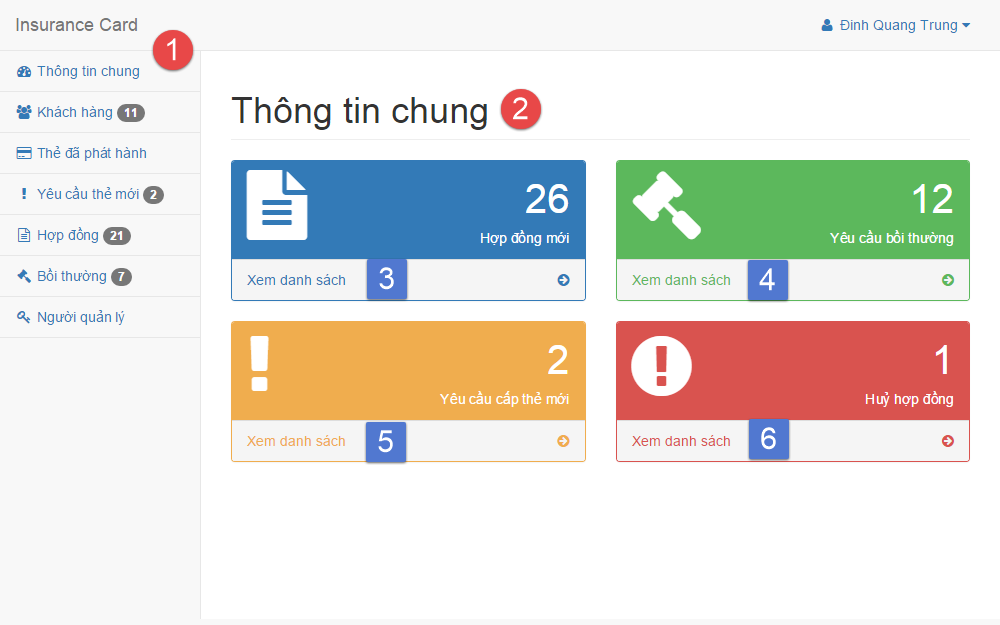 Insurance Card
Đinh Quang Trung
1
Thông tin chung
Khách hàng 11
Thẻ đã phát hành
Yêu cầu thẻ mới 2
Hợp đồng 21
Bồi thường 7
Người quản lý
Thông tin chung 2
26
Hợp đồng mới
Xem danh sách 3
12
Yêu cầu bồi thường
Xem danh sách 4
2
Yêu cầu cấp thẻ mới
Xem danh sách 5
1
Huỷ hợp đồng
Xem danh sách 6